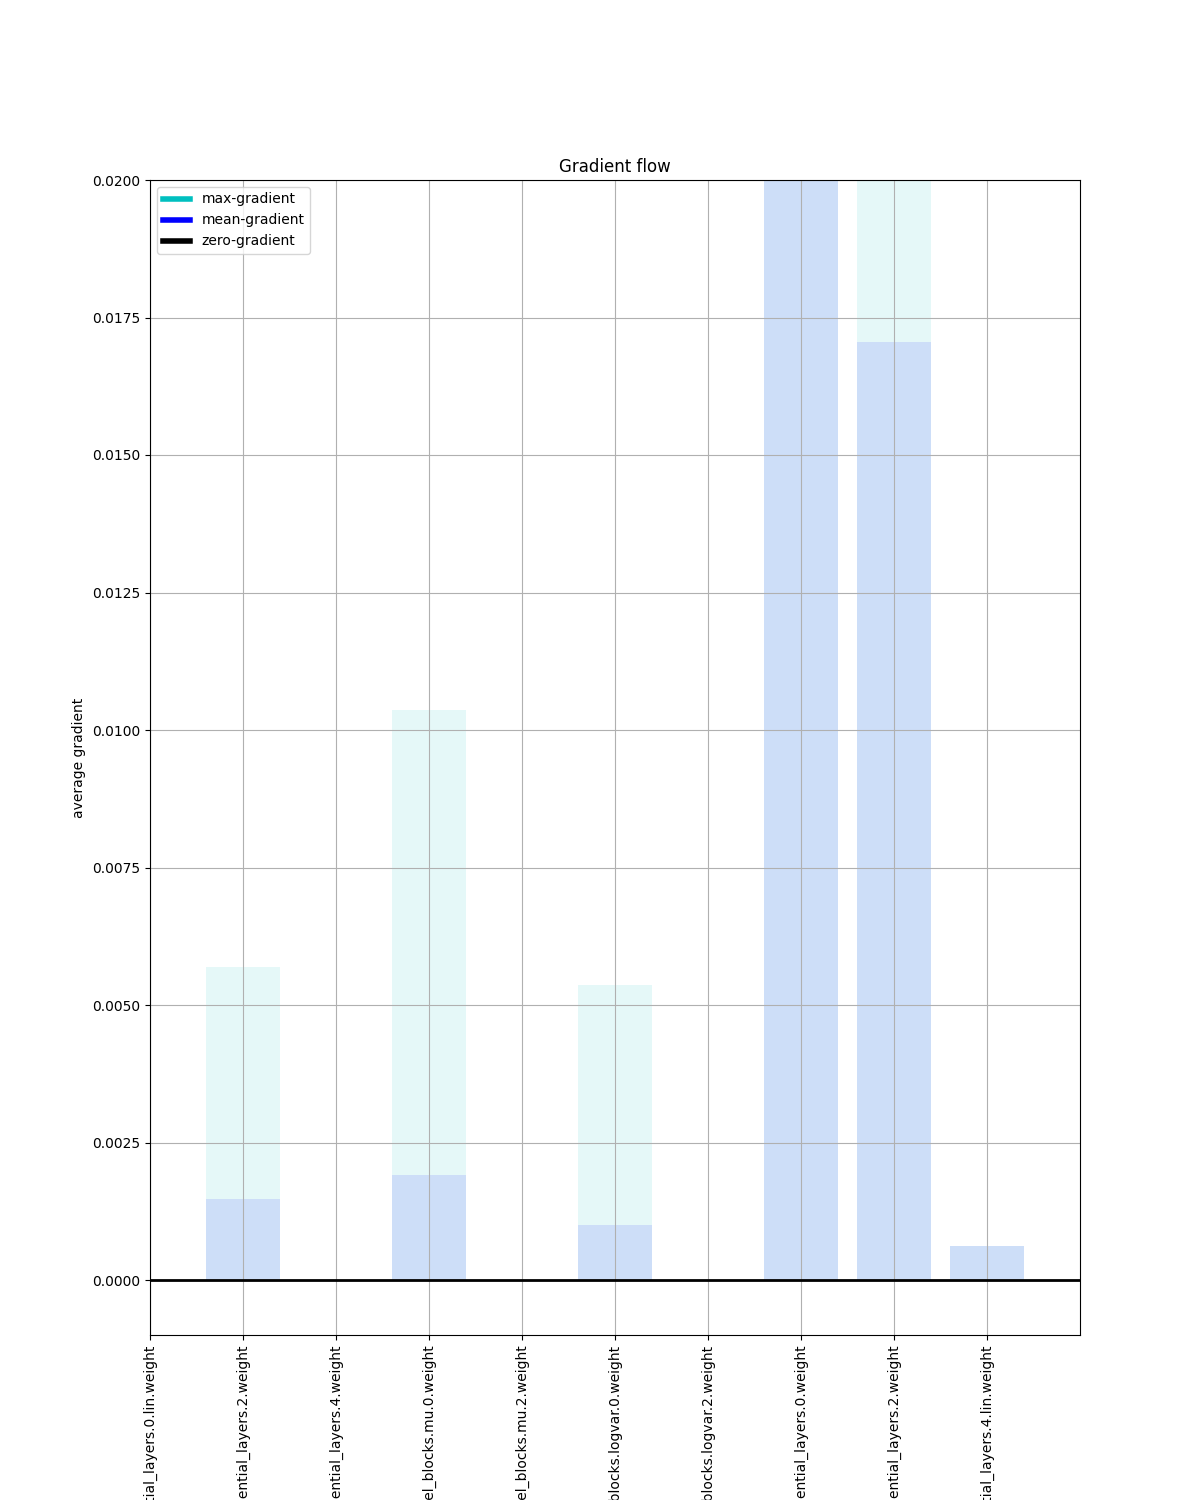 Gradient flow
max-gradient
mean-gradient
zero-gradient
0.0200
0.0175
0.0150
0.0125
0.0100
0.0075
0.0050
0.0025
0.0000
average gradient
tial_layers.0.lin.weight
ential_layers.2.weight
ential_layers.4.weight
el_blocks.mu.0.weight
el_blocks.mu.2.weight
blocks.logvar.0.weight
blocks.logvar.2.weight
ential_layers.0.weight
ential_layers.2.weight
tial_layers.4.lin.weight